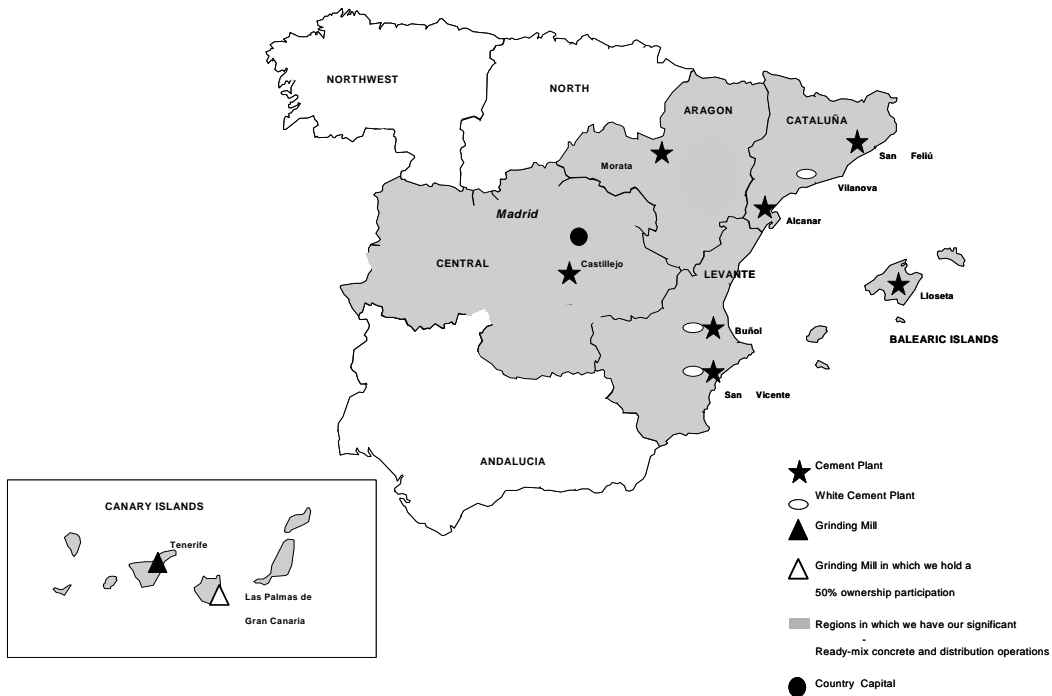 NORTHWEST
NORTH
ARAGON
CATALUÑA
San Feliú
Morata
Vilanova
Madrid
Alcanar
CENTRAL
Castillejo
LEVANTE
Lloseta
Buñol
BALEARIC ISLANDS
San Vicente
ANDALUCIA
CANARY ISLANDS
Tenerife
Las Palmas de
Gran Canaria
Cement Plant
White Cement Plant
Grinding Mill
Grinding Mill in which we hold a
50% ownership participation
Regions in which we have our significant
-
Ready-mix concrete and distribution operations
Country Capital